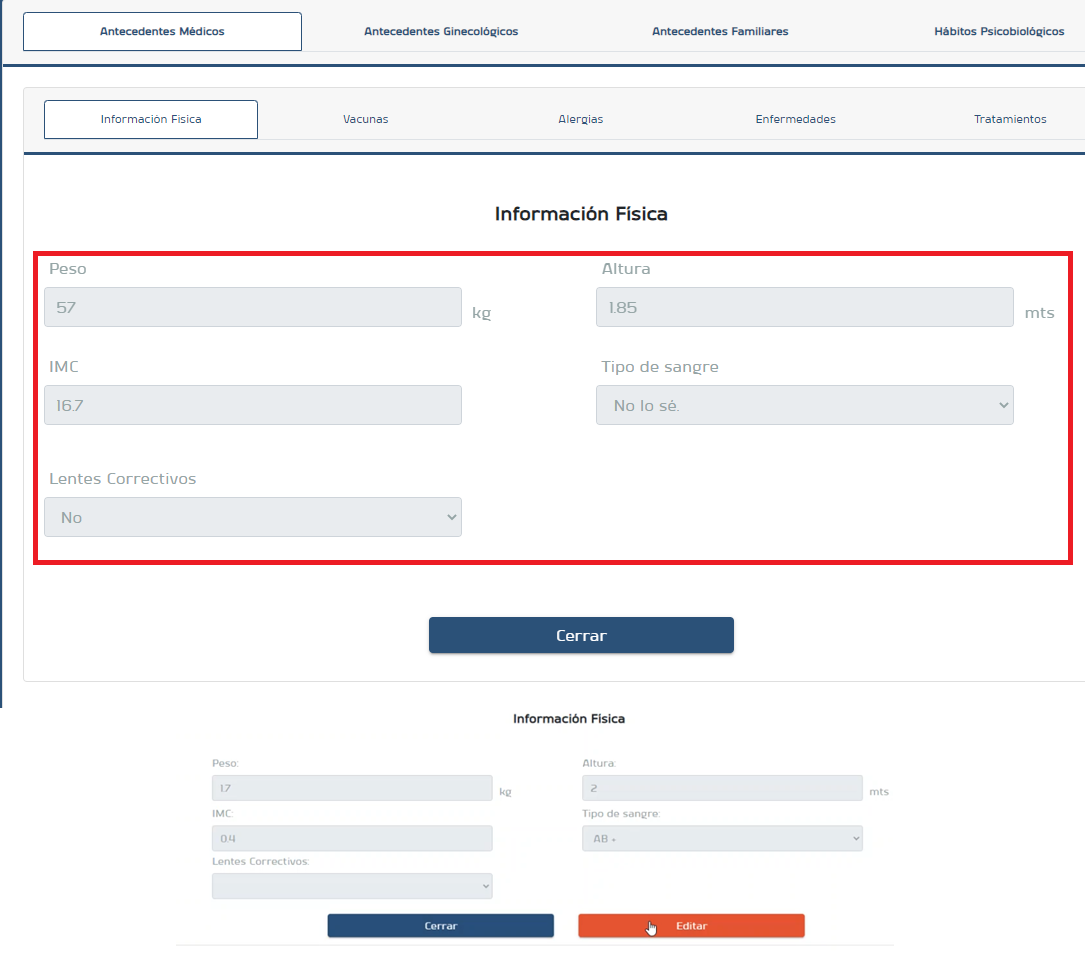 Antecedentes Médicos Antecedentes Ginecológicos Antecedentes Familiares Hábitos Psicobiológicos
Información Física Vacunas Alergias Enfermedades Tratamientos
Información Física
Peso Altura
57 kg 1.85 mts
IMC Tipo de sangre
16.7 No lo sé.
Lentes Correctivos
No
Cerrar
Información Física
Peso: Altura:
1.7 kg 2 mts
IMC: Tipo de sangre:
0.4 AB +
Lentes Correctivos:
Cerrar Editar